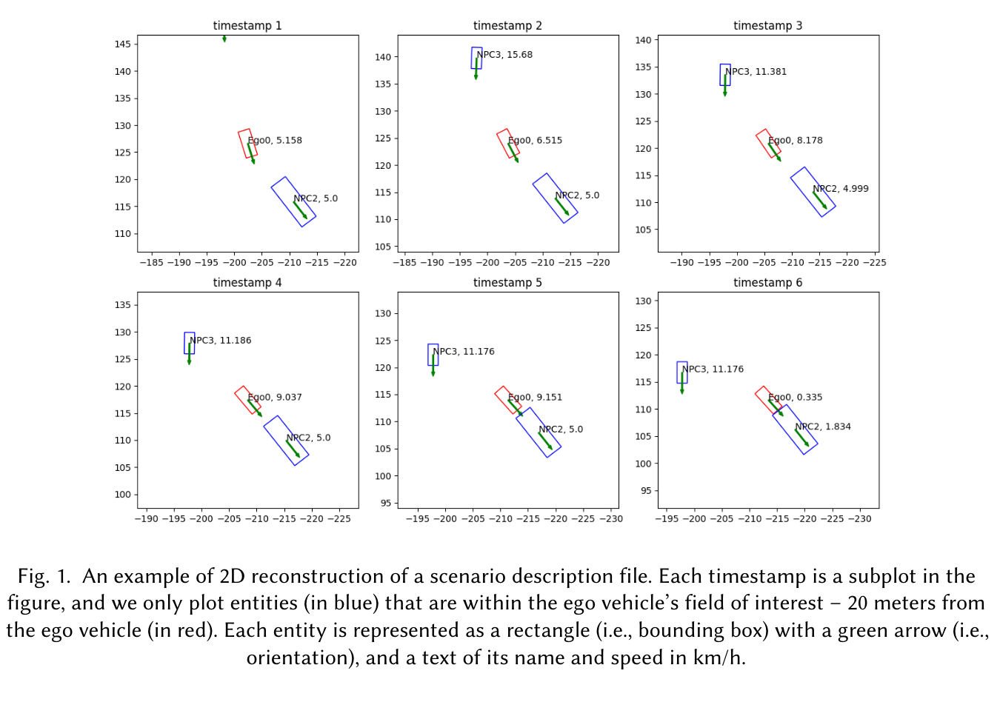 timestamp 1
timestamp 2
timestamp 3
145
140
135
130
125
120
115
110
Ego0, 5.158
NPC2, 5.0
−185 −190 −195 −200 −205 −210 −215 −220
140
135
130
125
120
115
110
105
NPC3, 15.68
Ego0, 6.515
NPC2, 5.0
−185 −190 −195 −200 −205 −210 −215 −220
140
135
130
125
120
115
110
105
NPC3, 11.381
Ego0, 8.178
NPC2, 4.999
−190 −195 −200 −205 −210 −215 −220 −225
timestamp 4
timestamp 5
timestamp 6
135
130
125
120
115
110
105
100
NPC3, 11.186
Ego0, 9.037
NPC2, 5.0
−190 −195 −200 −205 −210 −215 −220 −225
130
125
120
115
110
105
100
95
NPC3, 11.176
Ego0, 9.151
NPC2, 5.0
−195 −200 −205 −210 −215 −220 −225 −230
130
125
120
115
110
105
100
95
NPC3, 11.176
Ego0, 0.335
NPC2, 1.834
−195 −200 −205 −210 −215 −220 −225 −230
Fig. 1. An example of 2D reconstruction of a scenario description file. Each timestamp is a subplot in the
figure, and we only plot entities (in blue) that are within the ego vehicle’s field of interest – 20 meters from
the ego vehicle (in red). Each entity is represented as a rectangle (i.e., bounding box) with a green arrow (i.e.,
orientation), and a text of its name and speed in km/h.